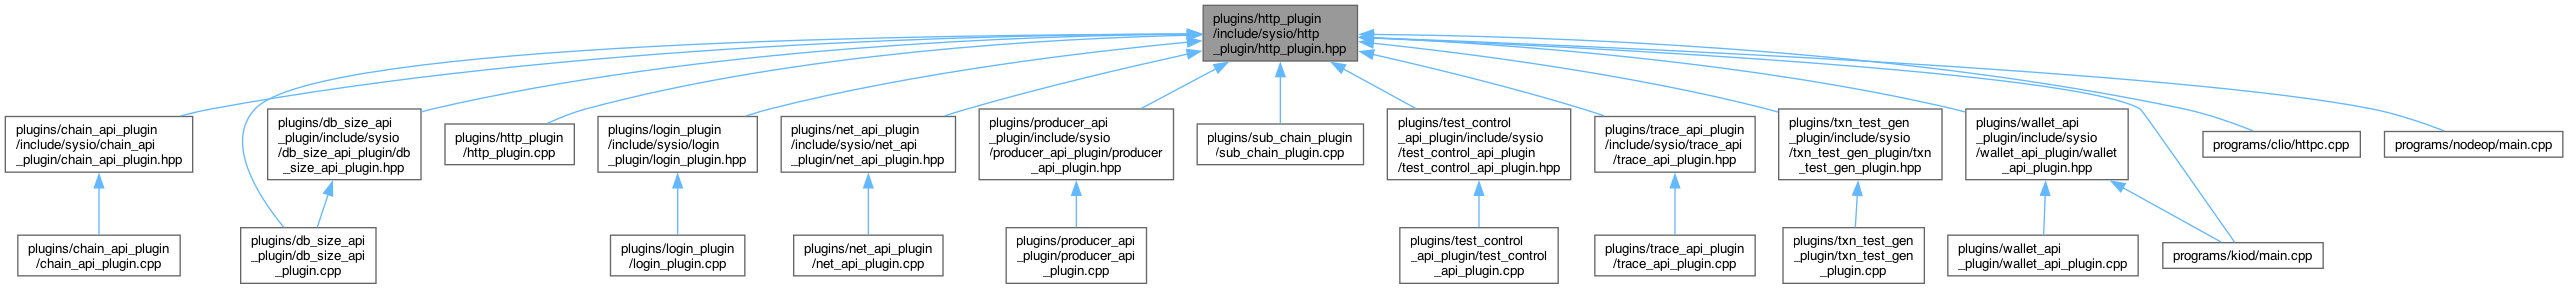 plugins/http_plugin
/include/sysio/http
_plugin/http_plugin.hpp
plugins/chain_api_plugin
/include/sysio/chain_api
_plugin/chain_api_plugin.hpp
plugins/db_size_api
_plugin/include/sysio
/db_size_api_plugin/db
_size_api_plugin.hpp
plugins/http_plugin
/http_plugin.cpp
plugins/login_plugin
/include/sysio/login
_plugin/login_plugin.hpp
plugins/net_api_plugin
/include/sysio/net_api
_plugin/net_api_plugin.hpp
plugins/producer_api
_plugin/include/sysio
/producer_api_plugin/producer
_api_plugin.hpp
plugins/sub_chain_plugin
/sub_chain_plugin.cpp
plugins/test_control
_api_plugin/include/sysio
/test_control_api_plugin
/test_control_api_plugin.hpp
plugins/trace_api_plugin
/include/sysio/trace_api
/trace_api_plugin.hpp
plugins/txn_test_gen
_plugin/include/sysio
/txn_test_gen_plugin/txn
_test_gen_plugin.hpp
plugins/wallet_api
_plugin/include/sysio
/wallet_api_plugin/wallet
_api_plugin.hpp
programs/clio/httpc.cpp
programs/nodeop/main.cpp
plugins/chain_api_plugin
/chain_api_plugin.cpp
plugins/db_size_api
_plugin/db_size_api
_plugin.cpp
plugins/login_plugin
/login_plugin.cpp
plugins/net_api_plugin
/net_api_plugin.cpp
plugins/producer_api
_plugin/producer_api
_plugin.cpp
plugins/test_control
_api_plugin/test_control
_api_plugin.cpp
plugins/trace_api_plugin
/trace_api_plugin.cpp
plugins/txn_test_gen
_plugin/txn_test_gen
_plugin.cpp
plugins/wallet_api
_plugin/wallet_api_plugin.cpp
programs/kiod/main.cpp